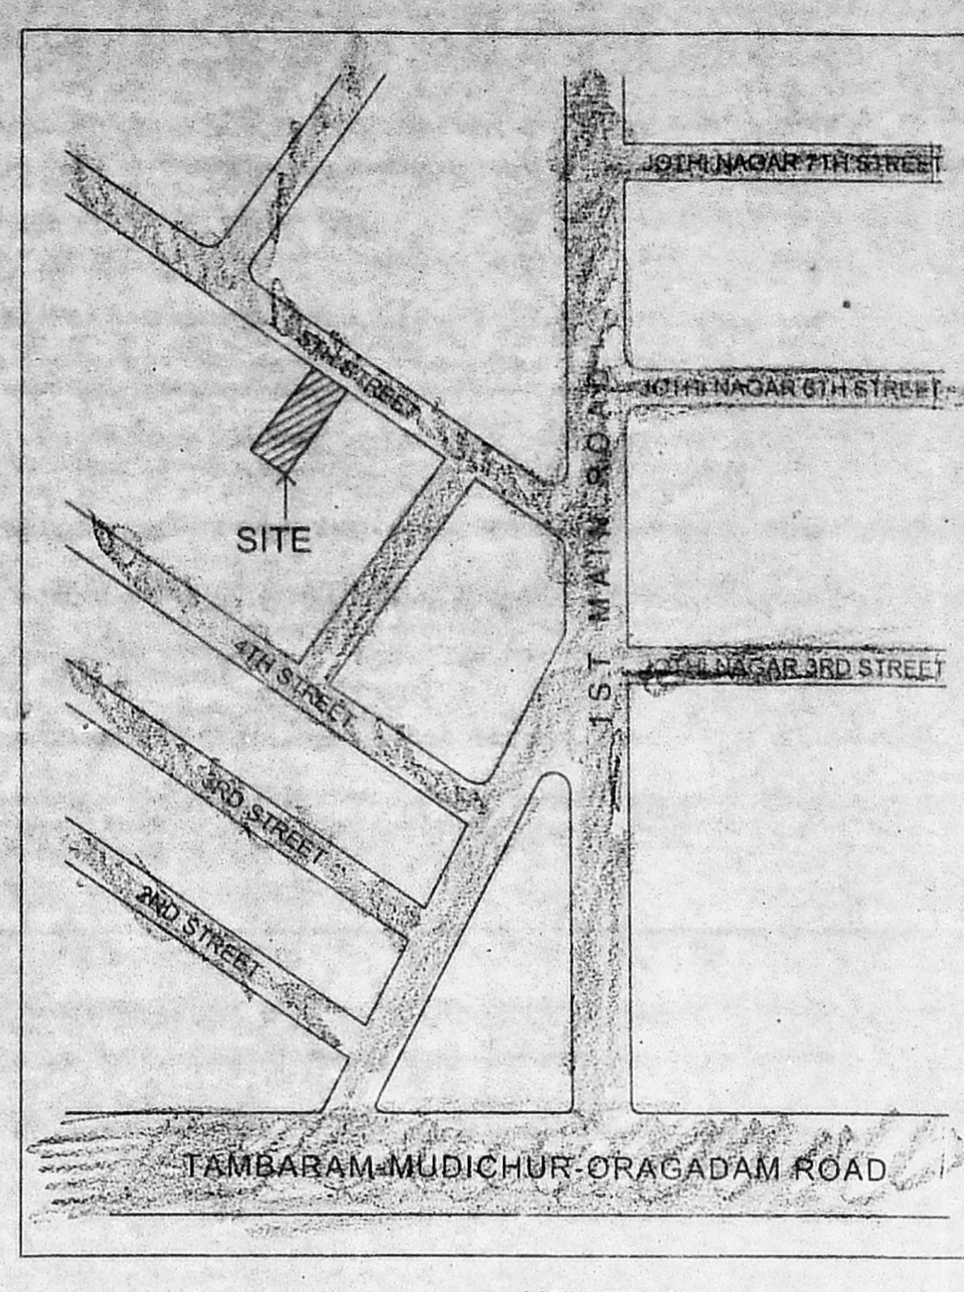 JOTHI NAGAR 7TH STREET
5TH STREET
JOTHI NAGAR 6TH STREET
SITE
1ST MAIN ROAD
4TH STREET
JOTHI NAGAR 3RD STREET
3RD STREET
2ND STREET
TAMBARAM-MUDICHUR-ORAGADAM ROAD